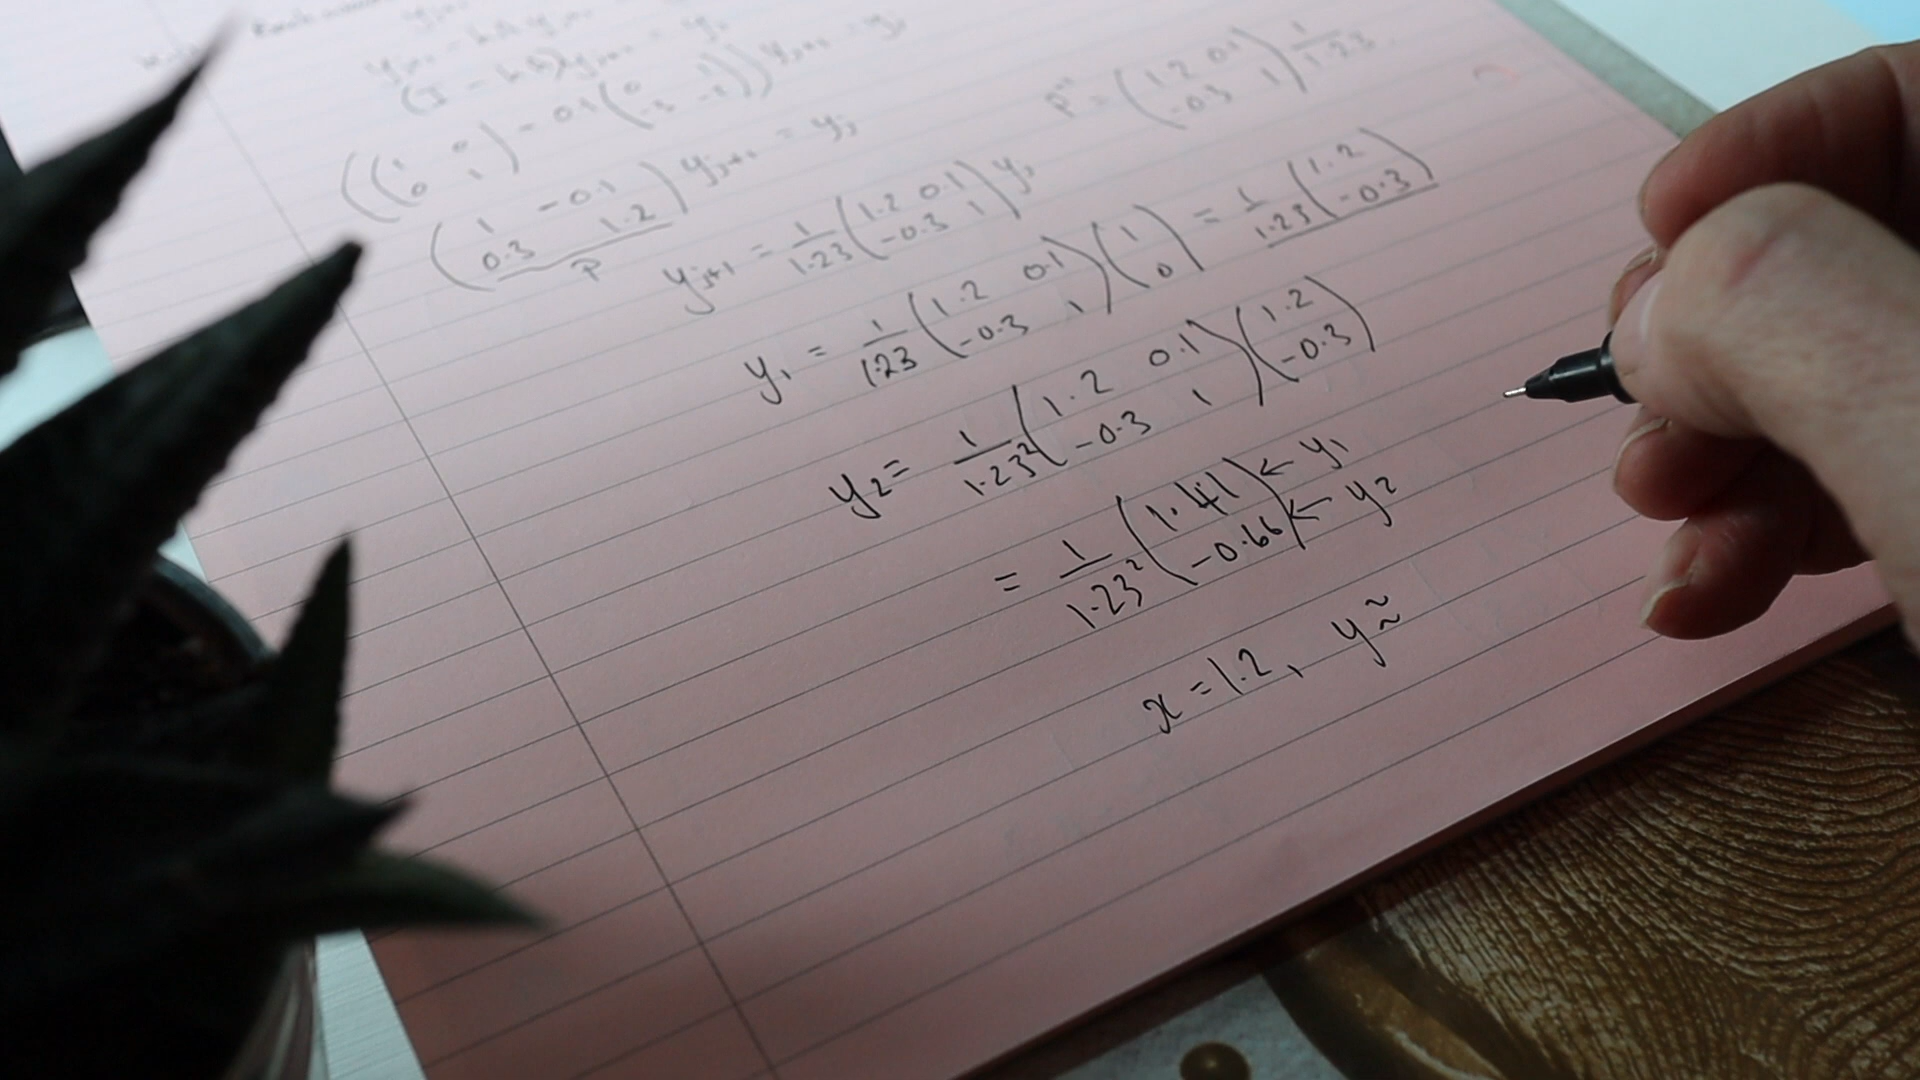 (I - hA) y_{j+1} = y_j
((1 0; 0 1) - 0.1(0 1; -3 -2)) y_{j+1} = y_j
(1 -0.1; 0.3 1.2) y_{j+1} = y_j
P
P⁻¹ = (1.2 0.1; -0.3 1) 1/1.23
y_{j+1} = 1/1.23 (1.2 0.1; -0.3 1) y_j
y₁ = 1/1.23 (1.2 0.1; -0.3 1)(1; 0) = 1/1.23 (1.2; -0.3)
y₂ = 1/1.23² (1.2 0.1; -0.3 1)(1.2; -0.3)
= 1/1.23² (1.41; -0.66) ← y₁ ← y₂
x = 1.2, y ≈